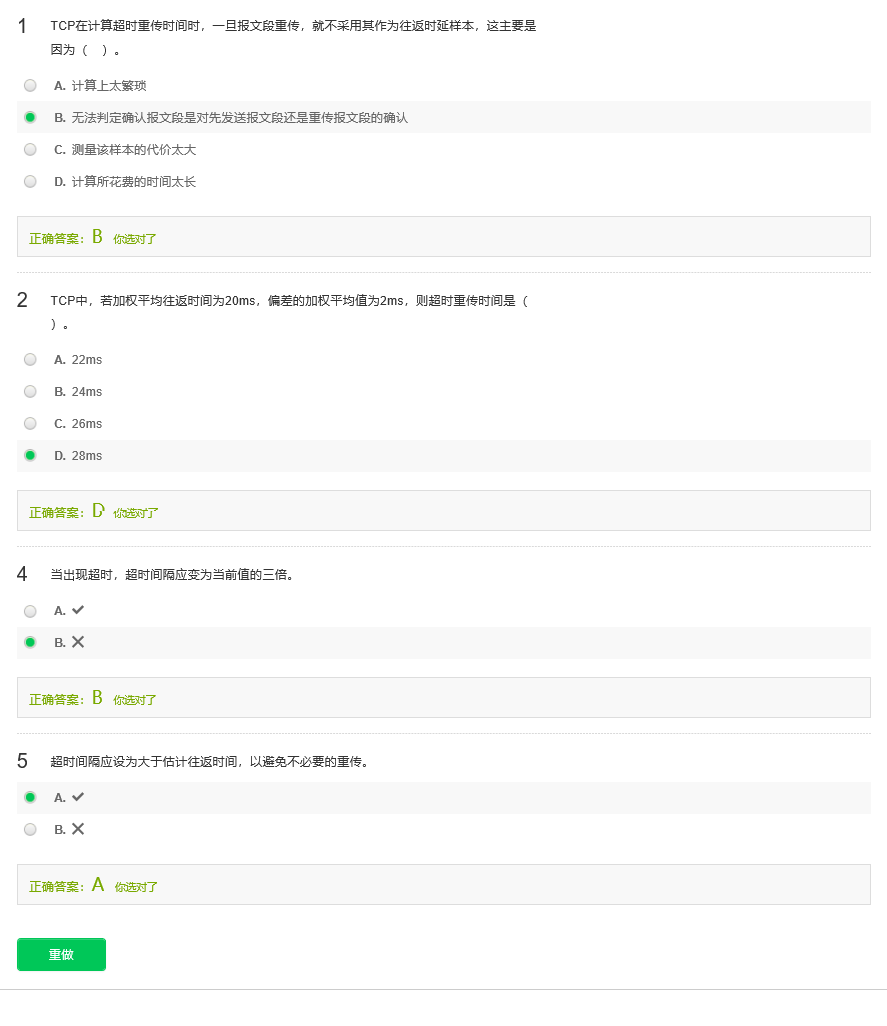 1
TCP在计算超时重传时间时，一旦报文段重传，就不采用其作为往返时延样本，这主要是
因为（　）。
A. 计算上太繁琐
B. 无法判定确认报文段是对先发送报文段还是重传报文段的确认
C. 测量该样本的代价太大
D. 计算所花费的时间太长
正确答案：B 你选对了
2
TCP中，若加权平均往返时间为20ms，偏差的加权平均值为2ms，则超时重传时间是（
）。
A. 22ms
B. 24ms
C. 26ms
D. 28ms
正确答案：D 你选对了
4
当出现超时，超时间隔应变为当前值的三倍。
A. ✔
B. ✕
正确答案：B 你选对了
5
超时间隔应设为大于估计往返时间，以避免不必要的重传。
A. ✔
B. ✕
正确答案：A 你选对了
重做